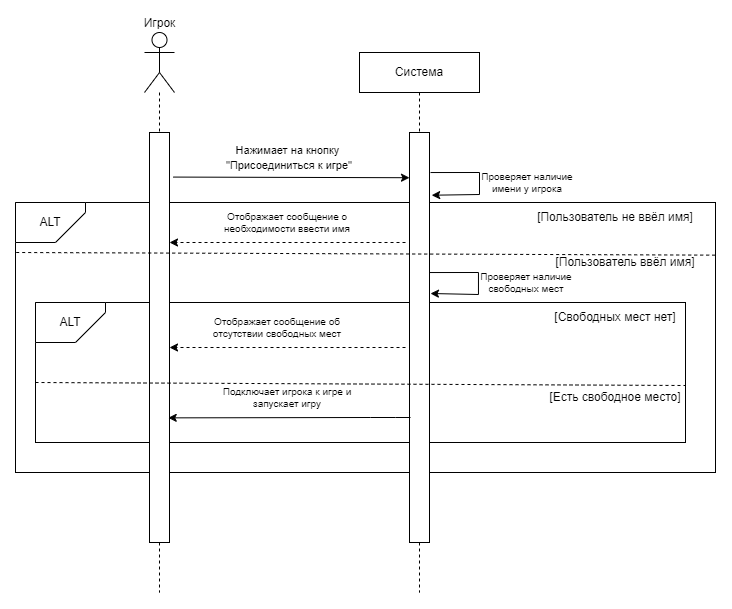 Игрок
Система
Нажимает на кнопку
"Присоединиться к игре"
Проверяет наличие
имени у игрока
ALT
Отображает сообщение о
необходимости ввести имя
[Пользователь не ввёл имя]
[Пользователь ввёл имя]
Проверяет наличие
свободных мест
ALT
Отображает сообщение об
отсутствии свободных мест
[Свободных мест нет]
Подключает игрока к игре и
запускает игру
[Есть свободное место]